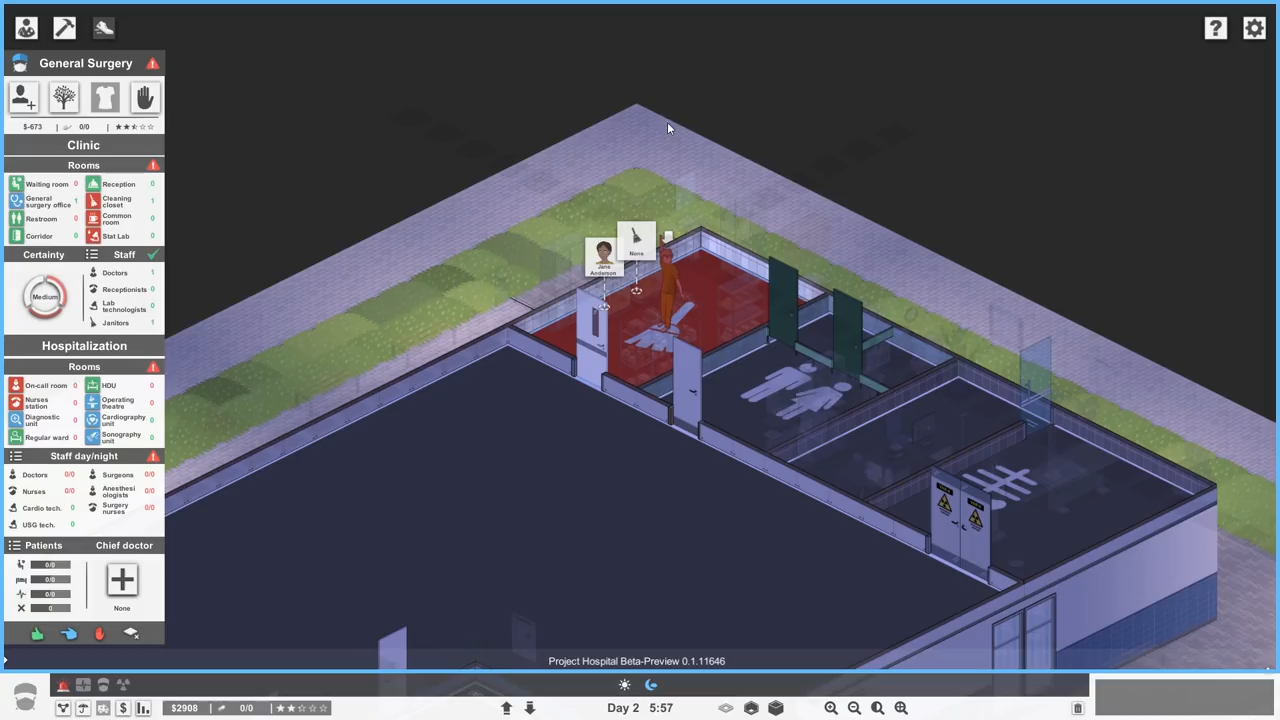 General Surgery
$-673 | 0/0 |
Clinic
Rooms
Waiting room 0 Reception 0
General surgery office 1 Cleaning closet 1
Restroom 0 Common room 0
Corridor 0 Stat Lab 0
Certainty Staff
Medium
Doctors 1
Receptionists 0
Lab technologists 0
Janitors 1
Hospitalization
Rooms
On-call room 0 HDU 0
Nurses station 0 Operating theatre 0
Diagnostic unit 0 Cardiography unit 0
Regular ward 0 Sonography unit 0
Staff day/night
Doctors 0/0 Surgeons 0/0
Nurses 0/0 Anesthesiologists 0/0
Cardio tech. 0 Surgery nurses 0/0
USG tech. 0
Patients Chief doctor
0/0
0/0
0/0
0
None
Jane Anderson
None
?
Project Hospital Beta-Preview 0.1.11646
$2908 0/0
Day 2 5:57
$